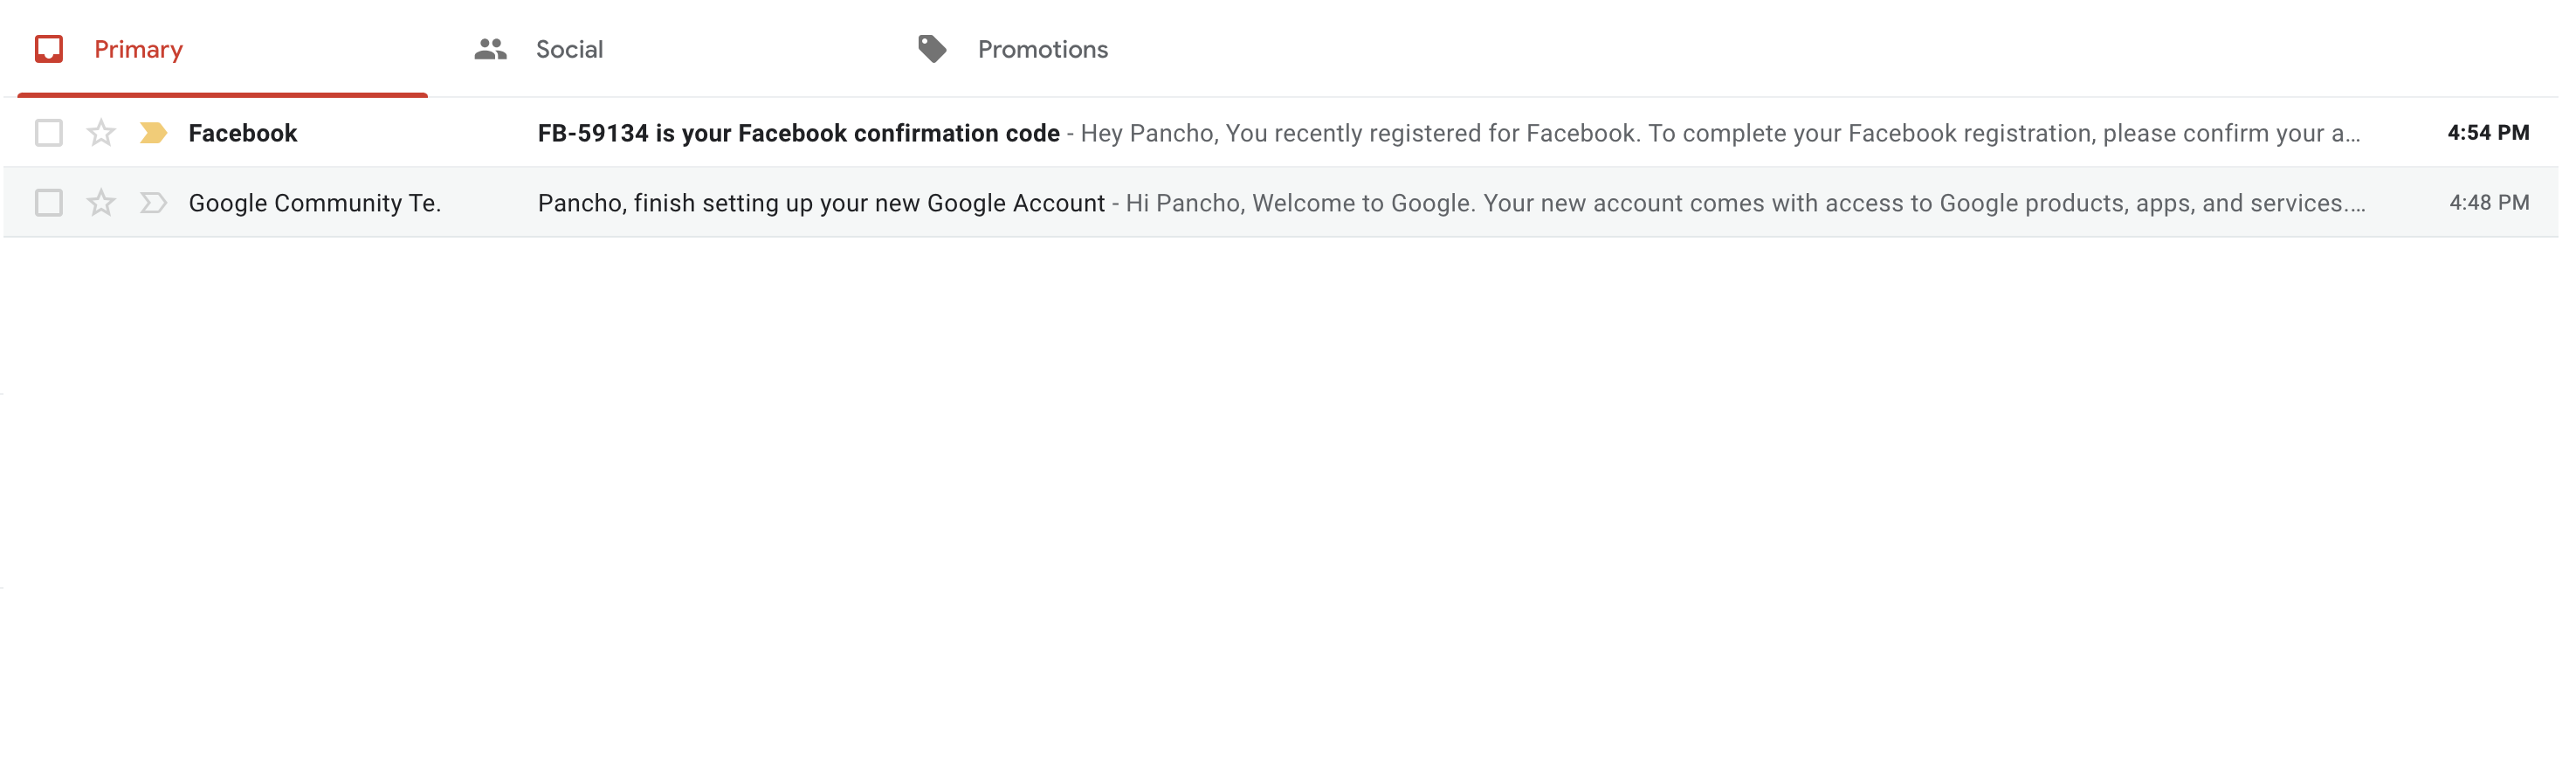 Primary Social Promotions
Facebook FB-59134 is your Facebook confirmation code - Hey Pancho, You recently registered for Facebook. To complete your Facebook registration, please confirm your a... 4:54 PM
Google Community Te. Pancho, finish setting up your new Google Account - Hi Pancho, Welcome to Google. Your new account comes with access to Google products, apps, and services.... 4:48 PM